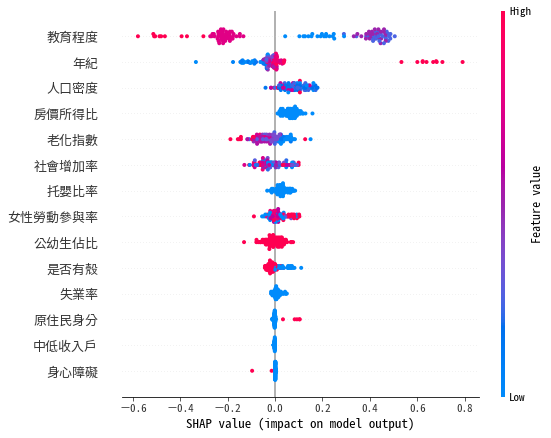 High
教育程度
年紀
人口密度
房價所得比
老化指數
社會增加率
托嬰比率
女性勞動參與率
公幼生佔比
是否有殼
失業率
原住民身分
中低收入戶
身心障礙
Feature value
Low
−0.6 −0.4 −0.2 0.0 0.2 0.4 0.6 0.8
SHAP value (impact on model output)